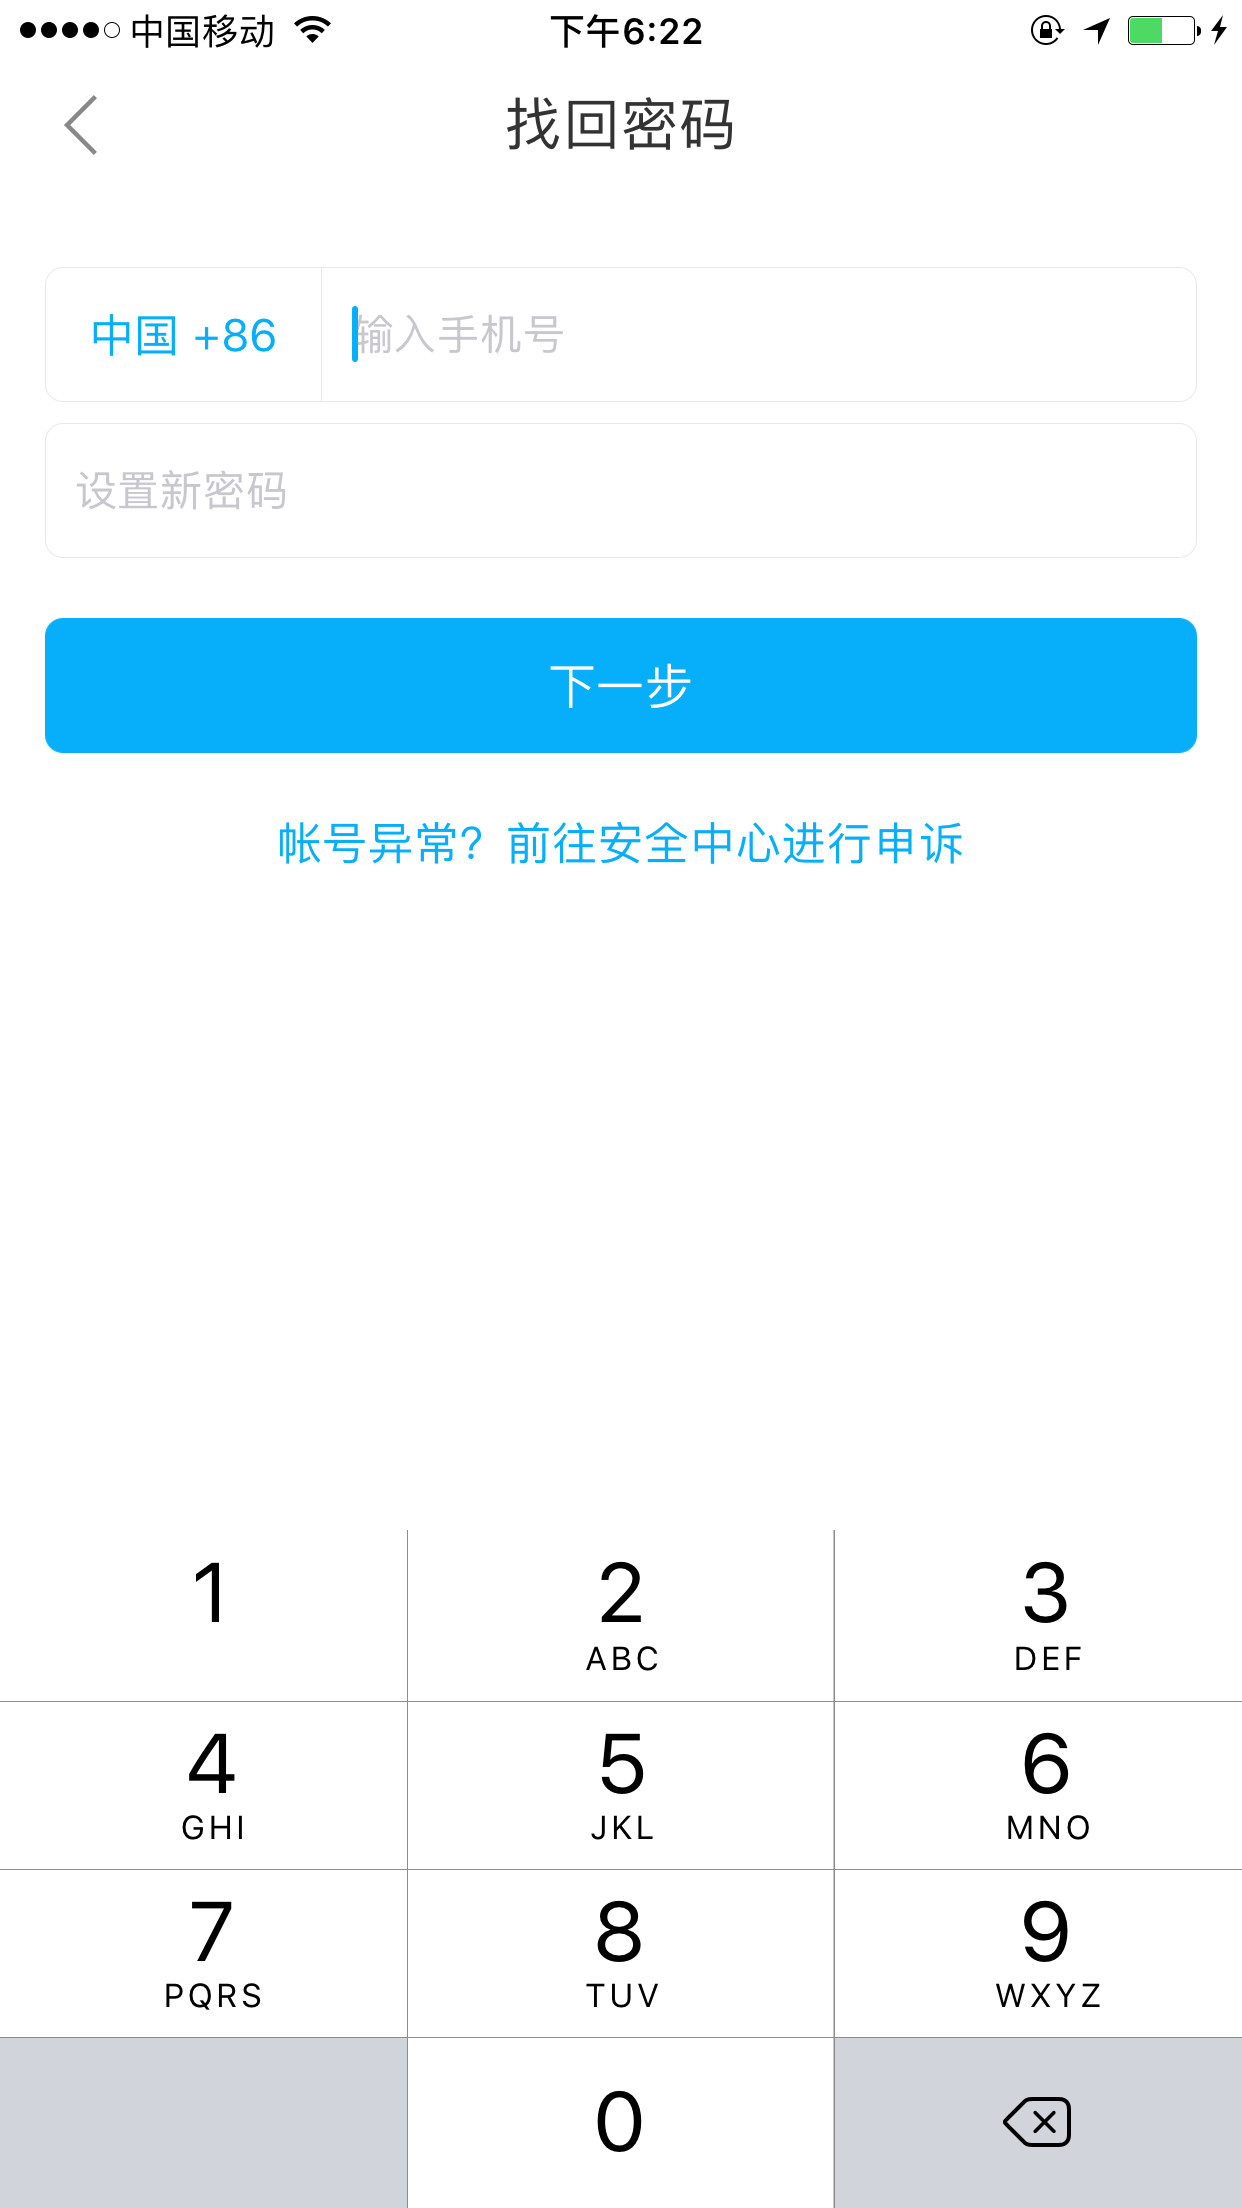 中国移动 下午6:22
找回密码
中国 +86 输入手机号
设置新密码
下一步
帐号异常？前往安全中心进行申诉
1 2 3
ABC DEF
4 5 6
GHI JKL MNO
7 8 9
PQRS TUV WXYZ
0